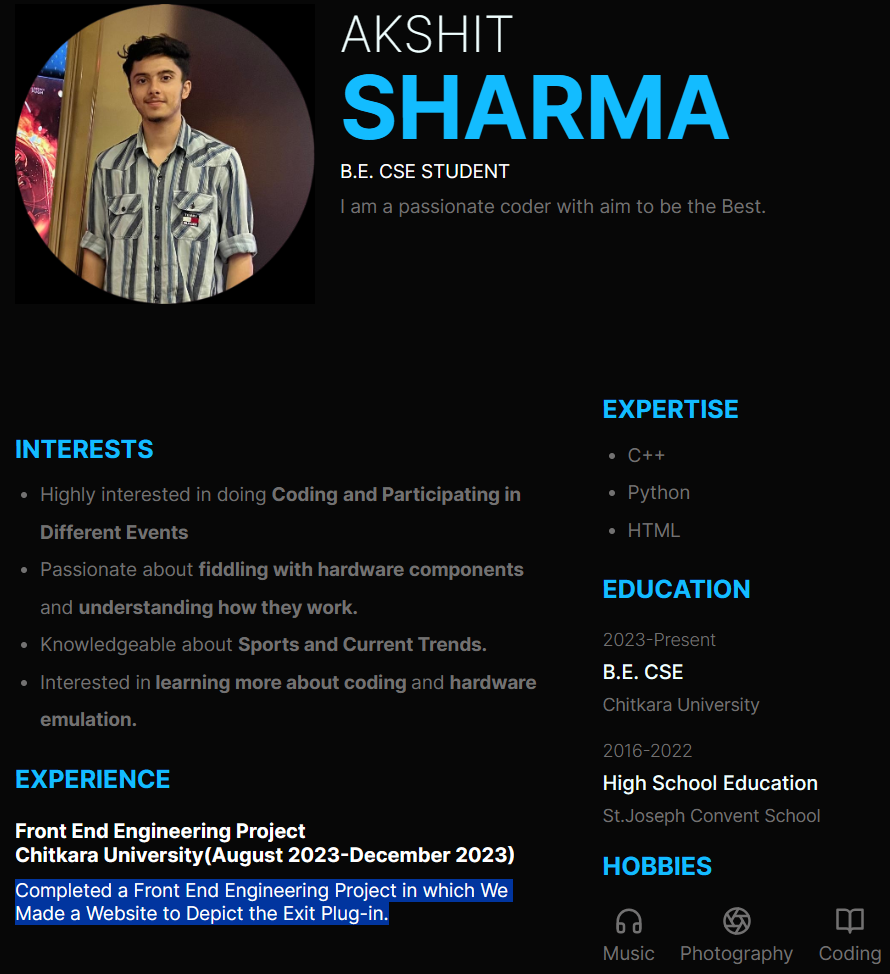 AKSHIT
SHARMA
B.E. CSE STUDENT
I am a passionate coder with aim to be the Best.
INTERESTS
• Highly interested in doing Coding and Participating in
Different Events
• Passionate about fiddling with hardware components
and understanding how they work.
• Knowledgeable about Sports and Current Trends.
• Interested in learning more about coding and hardware
emulation.
EXPERIENCE
Front End Engineering Project
Chitkara University(August 2023-December 2023)
Completed a Front End Engineering Project in which We
Made a Website to Depict the Exit Plug-in.
EXPERTISE
• C++
• Python
• HTML
EDUCATION
2023-Present
B.E. CSE
Chitkara University
2016-2022
High School Education
St.Joseph Convent School
HOBBIES
Music Photography Coding